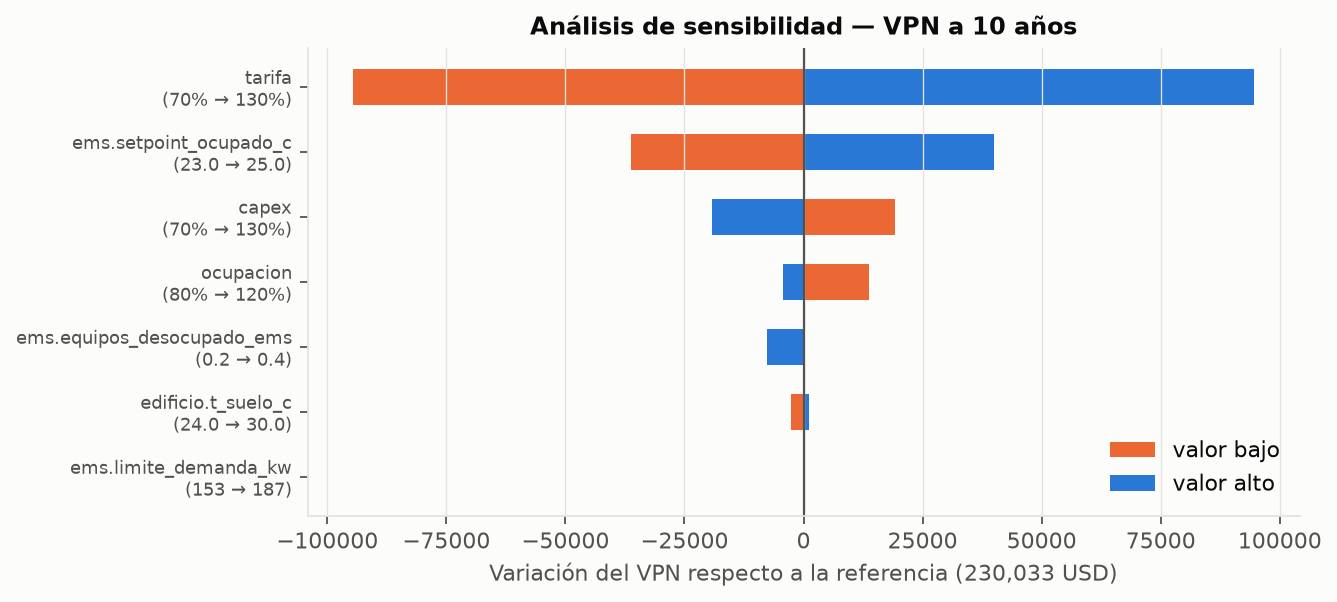 Análisis de sensibilidad — VPN a 10 años
tarifa
(70% → 130%)
ems.setpoint_ocupado_c
(23.0 → 25.0)
capex
(70% → 130%)
ocupacion
(80% → 120%)
ems.equipos_desocupado_ems
(0.2 → 0.4)
edificio.t_suelo_c
(24.0 → 30.0)
ems.limite_demanda_kw
(153 → 187)
valor bajo
valor alto
−100000 −75000 −50000 −25000 0 25000 50000 75000 100000
Variación del VPN respecto a la referencia (230,033 USD)